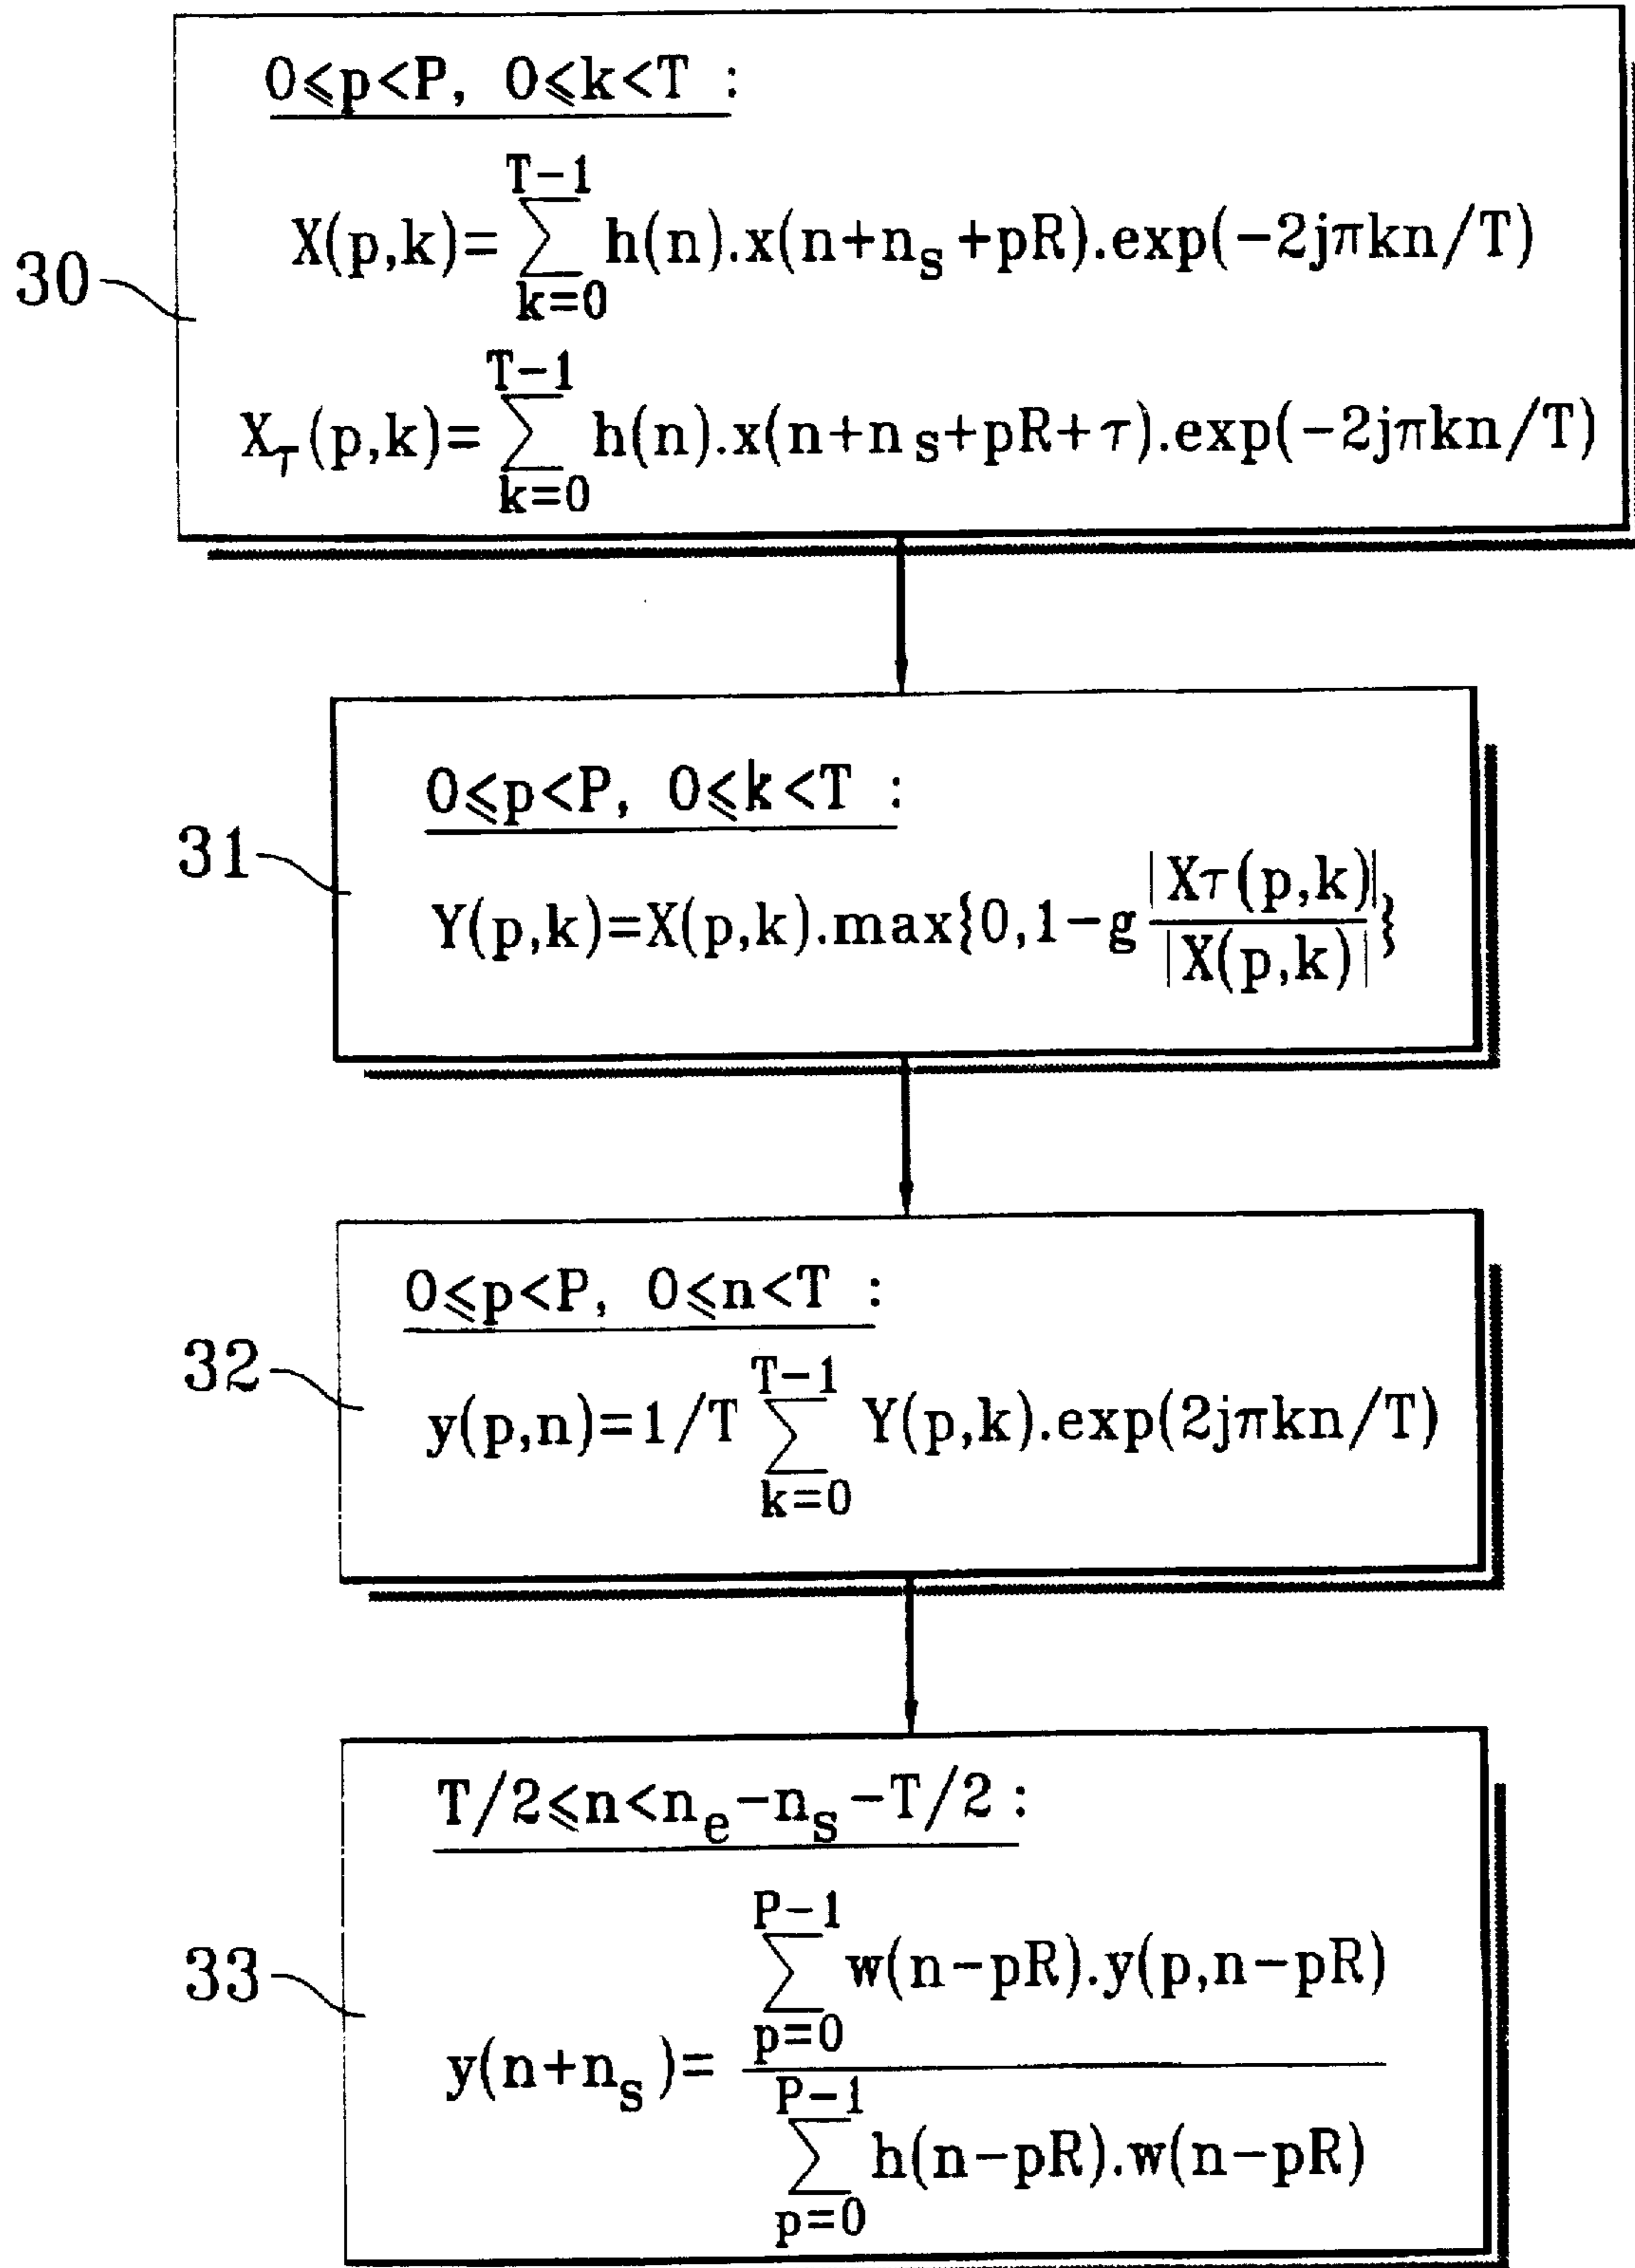 0⩽p<P, 0⩽k<T :
T-1
X(p,k)=∑h(n).x(n+n_s+pR).exp(-2jπkn/T)
k=0
30
T-1
X_τ(p,k)=∑h(n).x(n+n_s+pR+τ).exp(-2jπkn/T)
k=0
0⩽p<P, 0⩽k<T :
31
|Xτ(p,k)|
Y(p,k)=X(p,k).max{0,1-g }
|X(p,k)|
0⩽p<P, 0⩽n<T :
32
T-1
y(p,n)=1/T ∑ Y(p,k).exp(2jπkn/T)
k=0
T/2⩽n<n_e-n_s-T/2 :
33
P-1
∑w(n-pR).y(p,n-pR)
p=0
y(n+n_s)=
P-1
∑h(n-pR).w(n-pR)
p=0